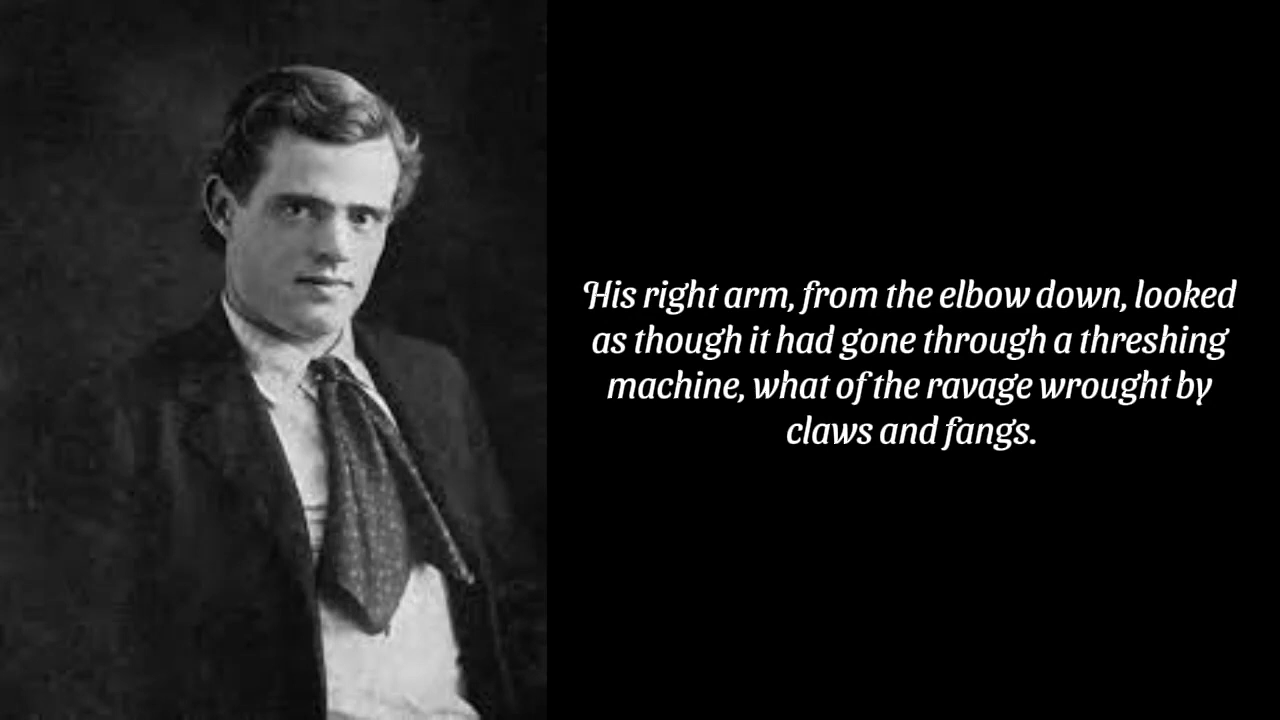 His right arm, from the elbow down, looked
as though it had gone through a threshing
machine, what of the ravage wrought by
claws and fangs.